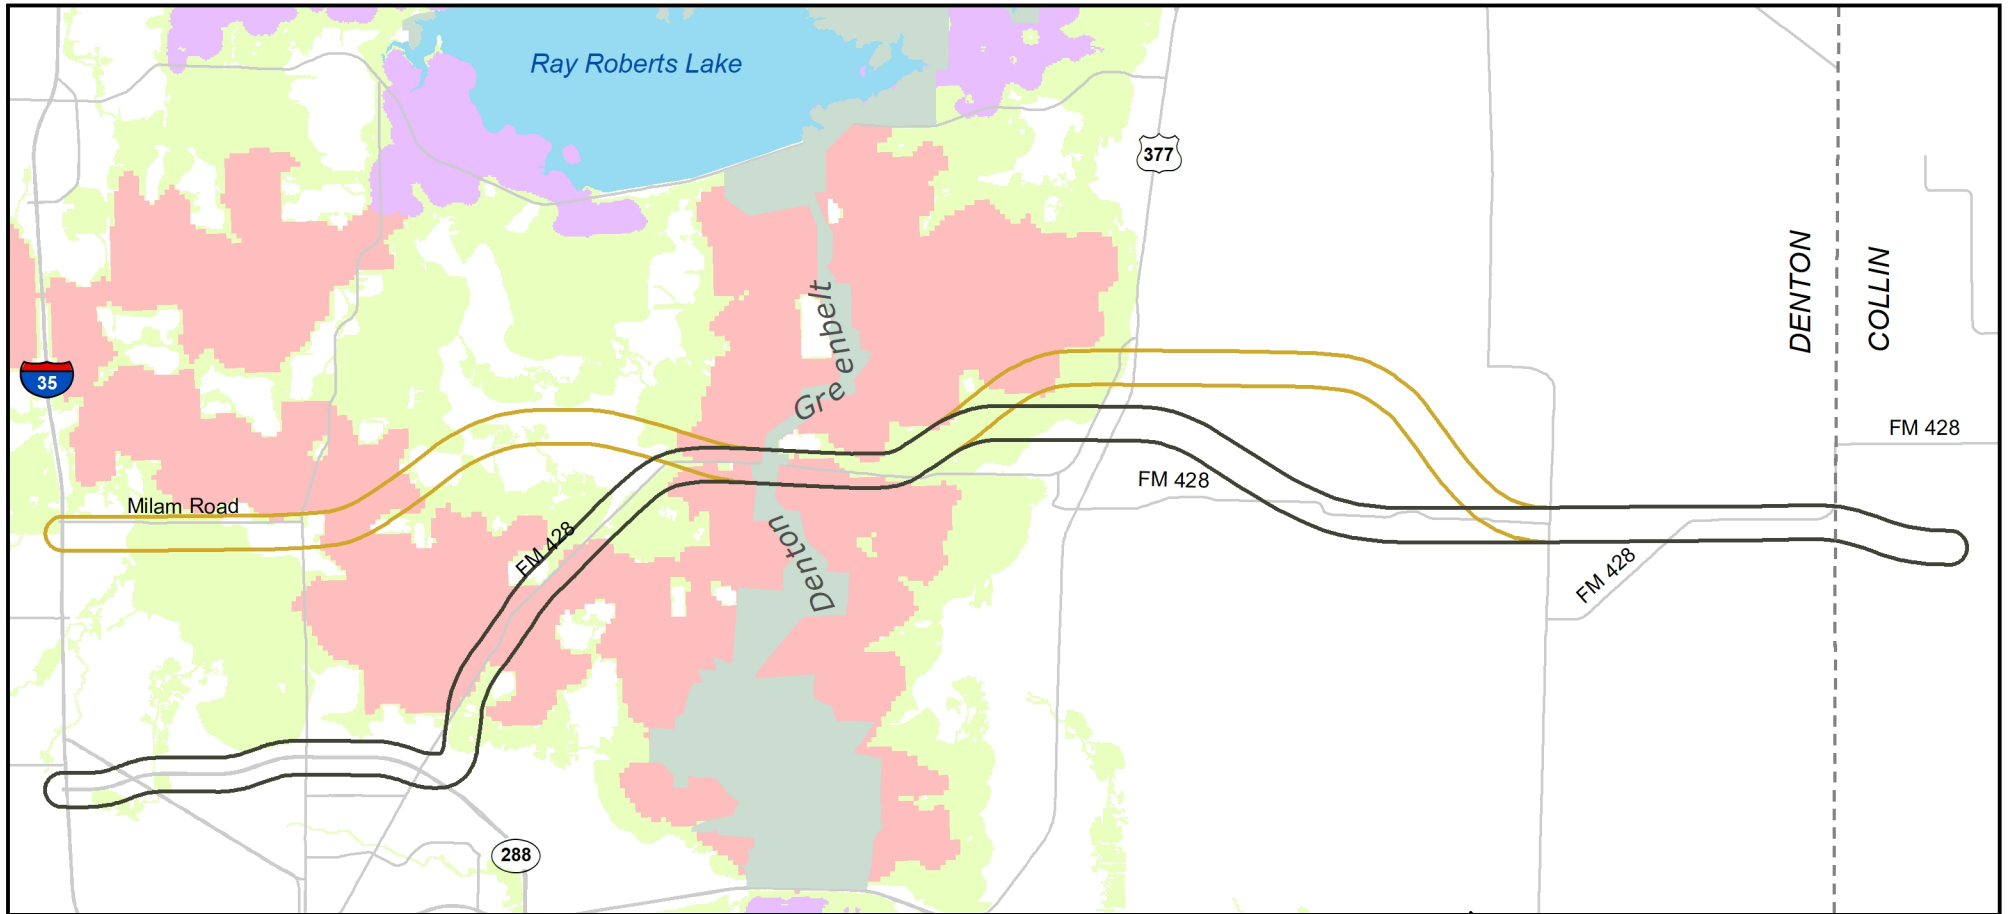 Ray Roberts Lake
377
DENTON
COLLIN
Greenbelt
35
FM 428
FM 428
Milam Road
FM 428
Denton
FM 428
288